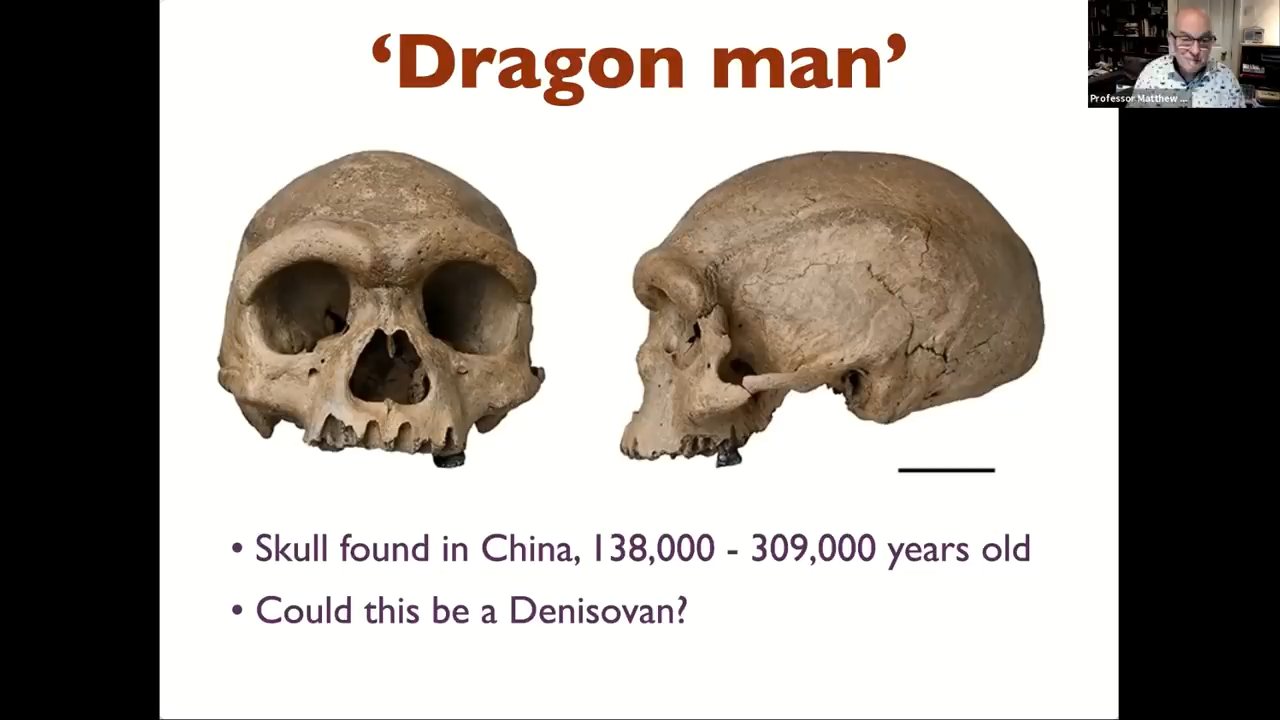 ‘Dragon man’
Professor Matthew ...
• Skull found in China, 138,000 - 309,000 years old
• Could this be a Denisovan?